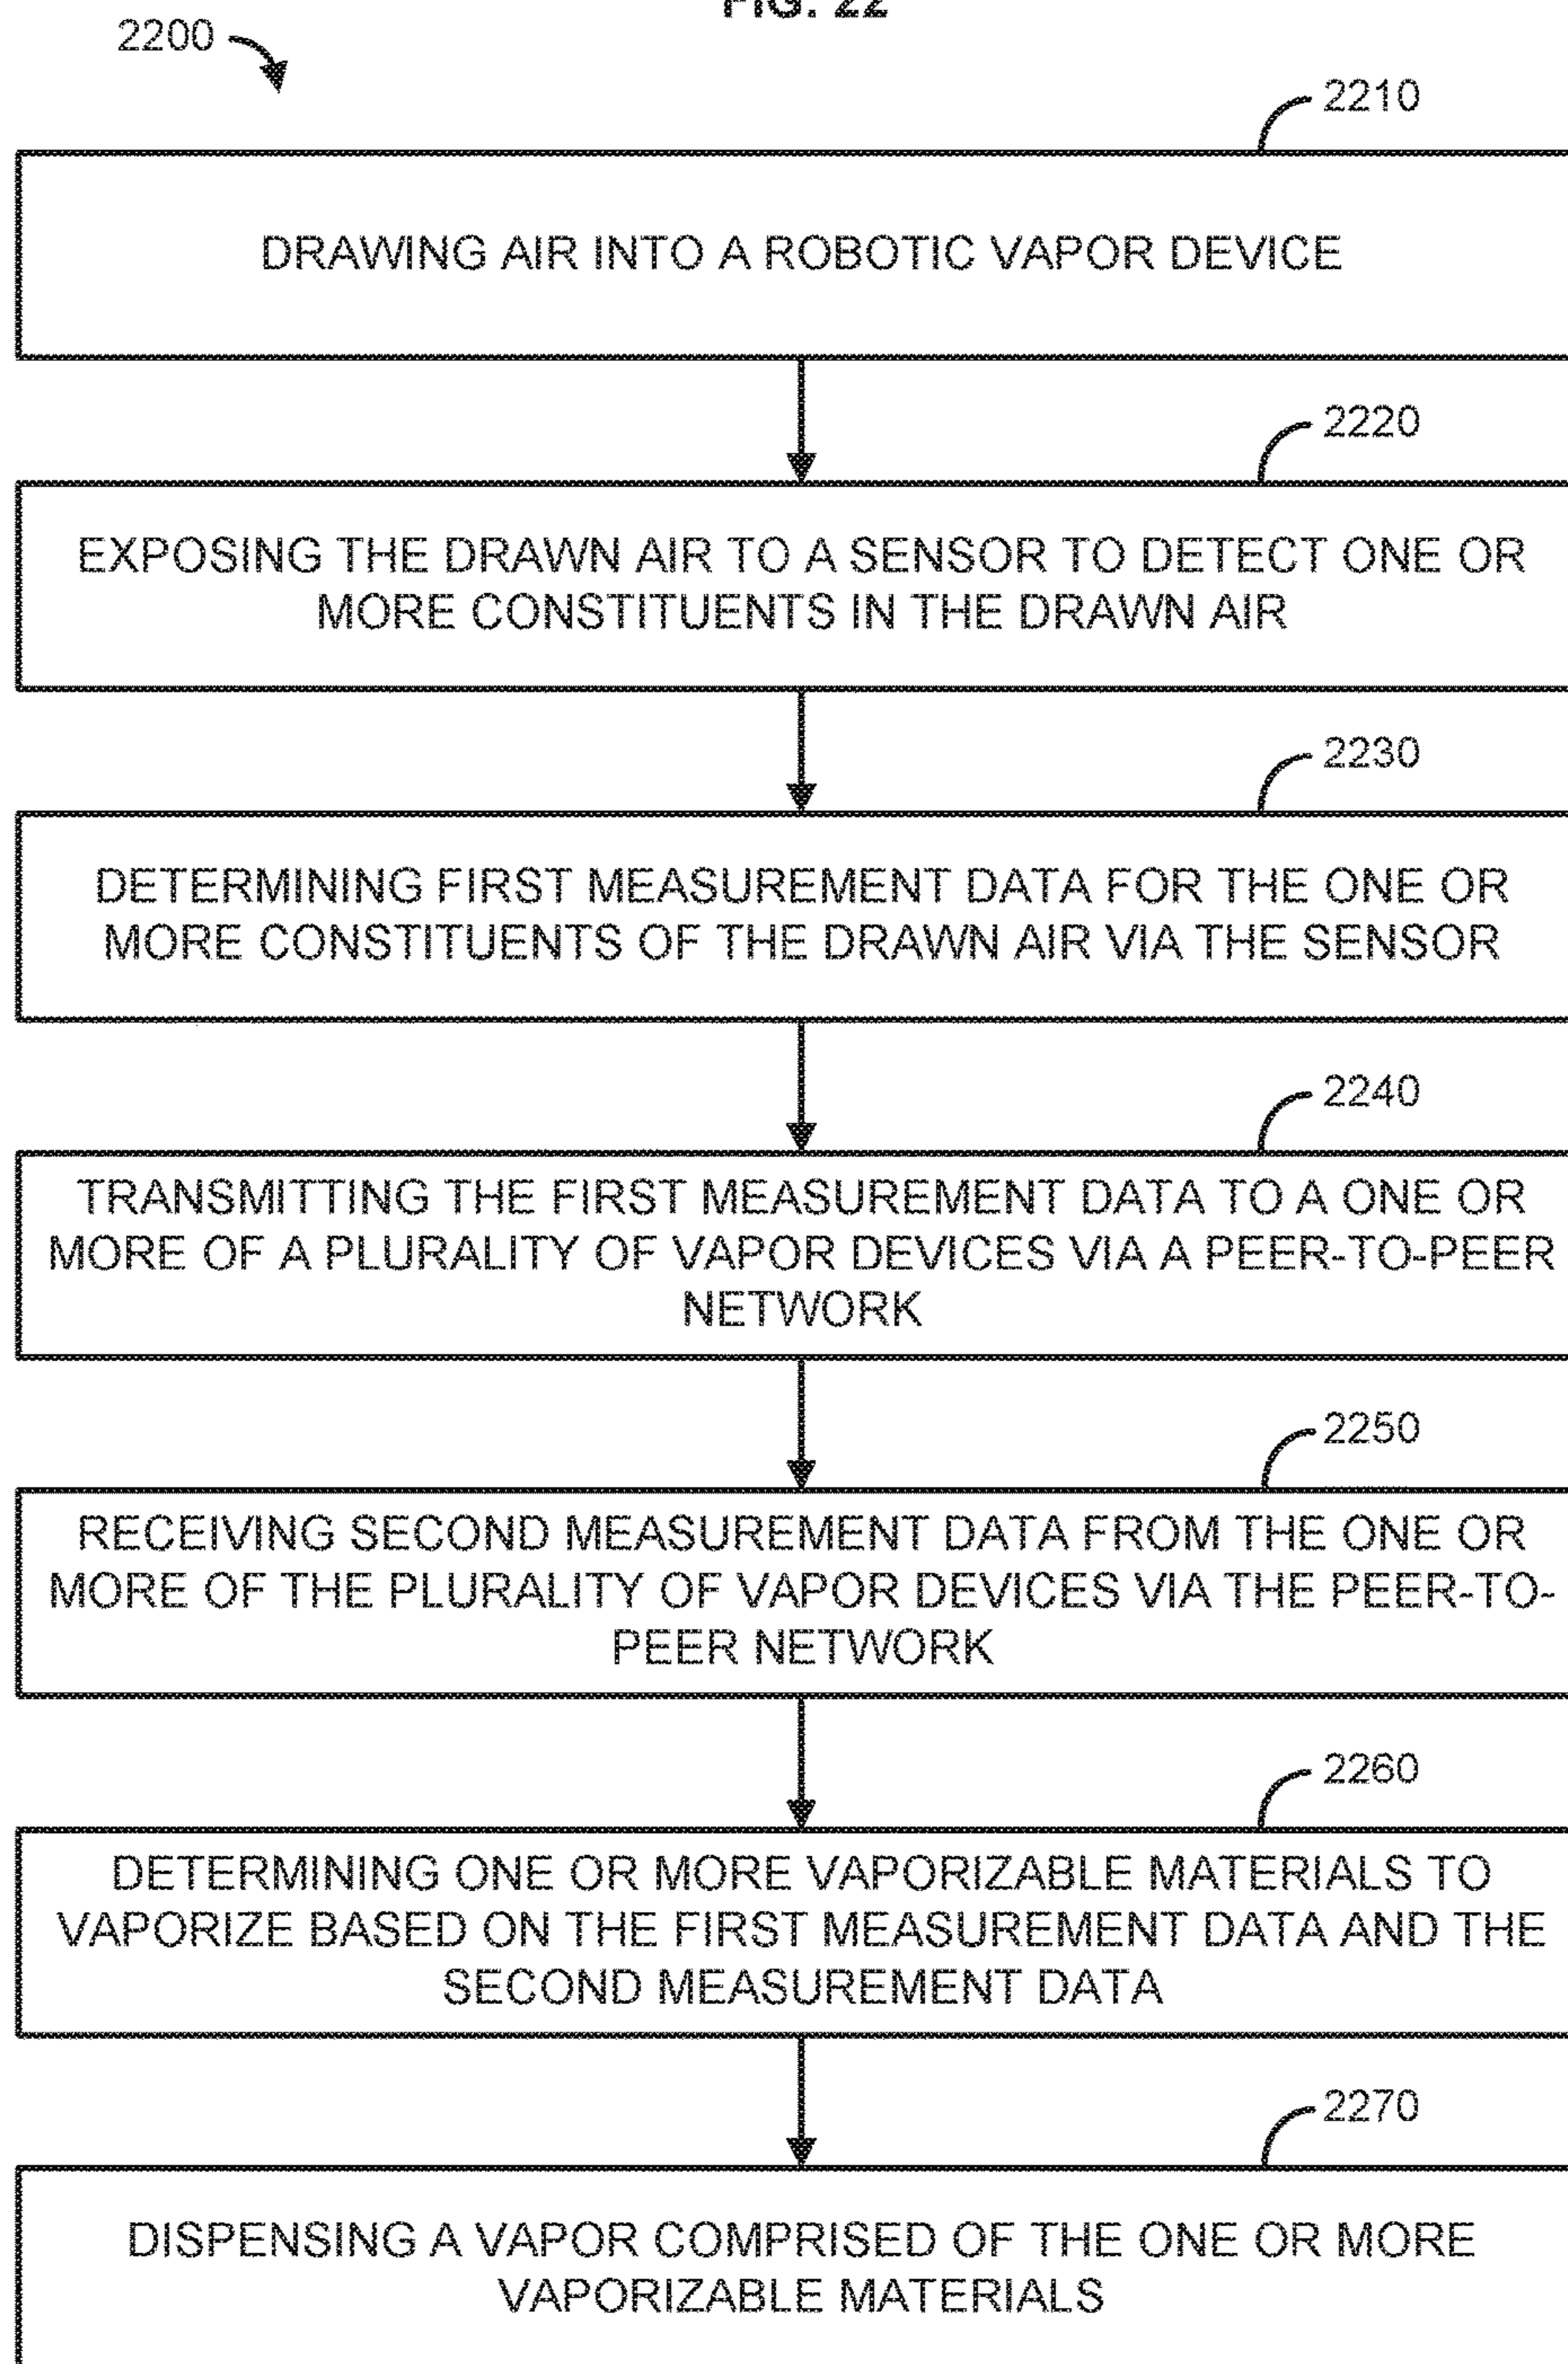 FIG. 22
2200
2210
DRAWING AIR INTO A ROBOTIC VAPOR DEVICE
2220
EXPOSING THE DRAWN AIR TO A SENSOR TO DETECT ONE OR
MORE CONSTITUENTS IN THE DRAWN AIR
2230
DETERMINING FIRST MEASUREMENT DATA FOR THE ONE OR
MORE CONSTITUENTS OF THE DRAWN AIR VIA THE SENSOR
2240
TRANSMITTING THE FIRST MEASUREMENT DATA TO A ONE OR
MORE OF A PLURALITY OF VAPOR DEVICES VIA A PEER-TO-PEER
NETWORK
2250
RECEIVING SECOND MEASUREMENT DATA FROM THE ONE OR
MORE OF THE PLURALITY OF VAPOR DEVICES VIA THE PEER-TO-
PEER NETWORK
2260
DETERMINING ONE OR MORE VAPORIZABLE MATERIALS TO
VAPORIZE BASED ON THE FIRST MEASUREMENT DATA AND THE
SECOND MEASUREMENT DATA
2270
DISPENSING A VAPOR COMPRISED OF THE ONE OR MORE
VAPORIZABLE MATERIALS